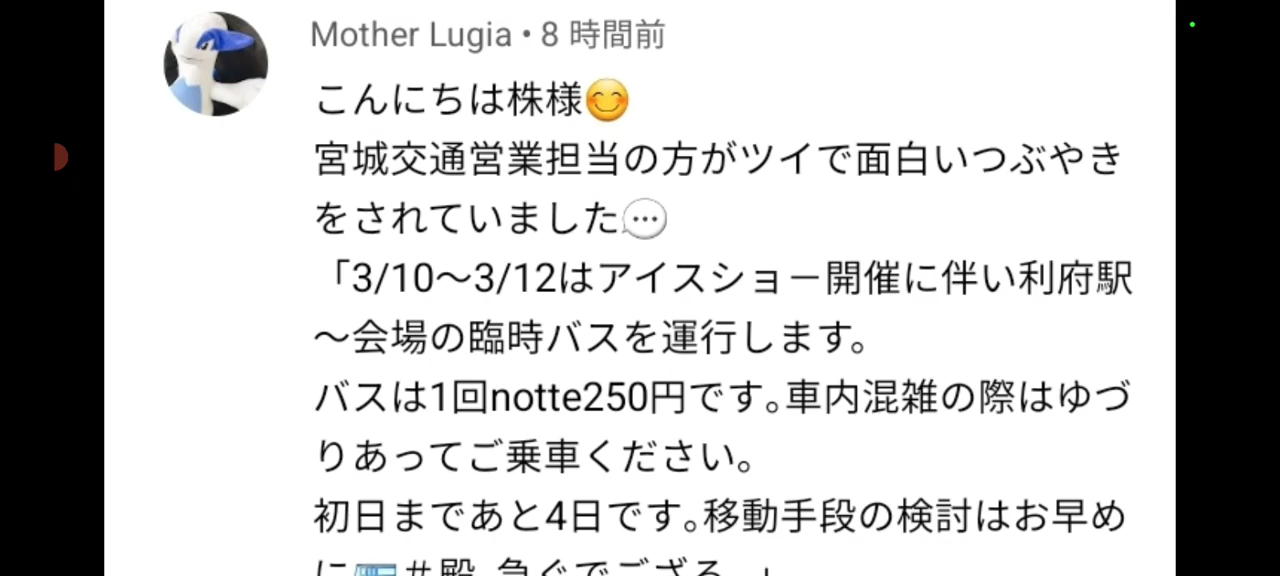 Mother Lugia • 8 時間前
こんにちは株様😊
宮城交通営業担当の方がツイで面白いつぶやき
をされていました💬
「3/10〜3/12はアイスショー開催に伴い利府駅
〜会場の臨時バスを運行します。
バスは1回notte250円です。車内混雑の際はゆづ
りあってご乗車ください。
初日まであと4日です。移動手段の検討はお早め